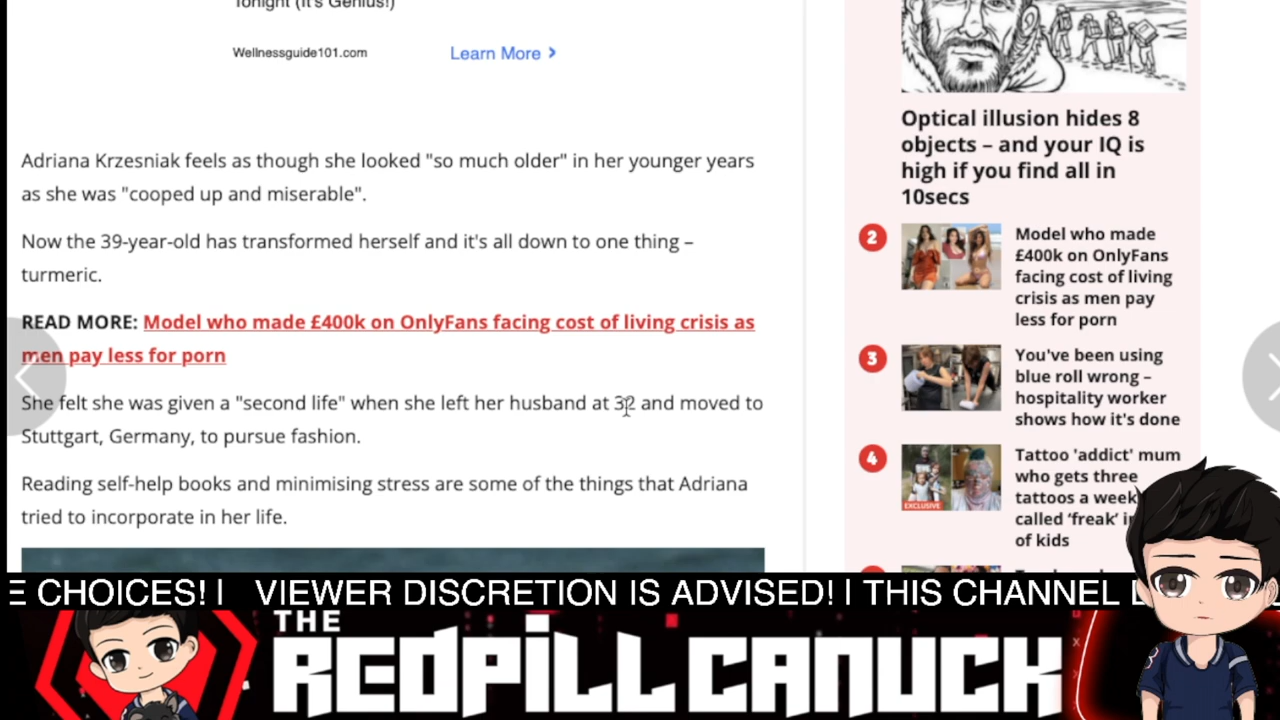 Tonight (It's Genius!)
Wellnessguide101.com
Learn More
Adriana Krzesniak feels as though she looked "so much older" in her younger years
as she was "cooped up and miserable".
Now the 39-year-old has transformed herself and it's all down to one thing –
turmeric.
READ MORE: Model who made £400k on OnlyFans facing cost of living crisis as
men pay less for porn
She felt she was given a "second life" when she left her husband at 32 and moved to
Stuttgart, Germany, to pursue fashion.
Reading self-help books and minimising stress are some of the things that Adriana
tried to incorporate in her life.
Optical illusion hides 8
objects – and your IQ is
high if you find all in
10secs
2
Model who made
£400k on OnlyFans
facing cost of living
crisis as men pay
less for porn
3
You've been using
blue roll wrong –
hospitality worker
shows how it's done
4
EXCLUSIVE
Tattoo 'addict' mum
who gets three
tattoos a week
called 'freak'
of kids
CHOICES! | VIEWER DISCRETION IS ADVISED! | THIS CHANNEL
THE
REDPILL CANUCK